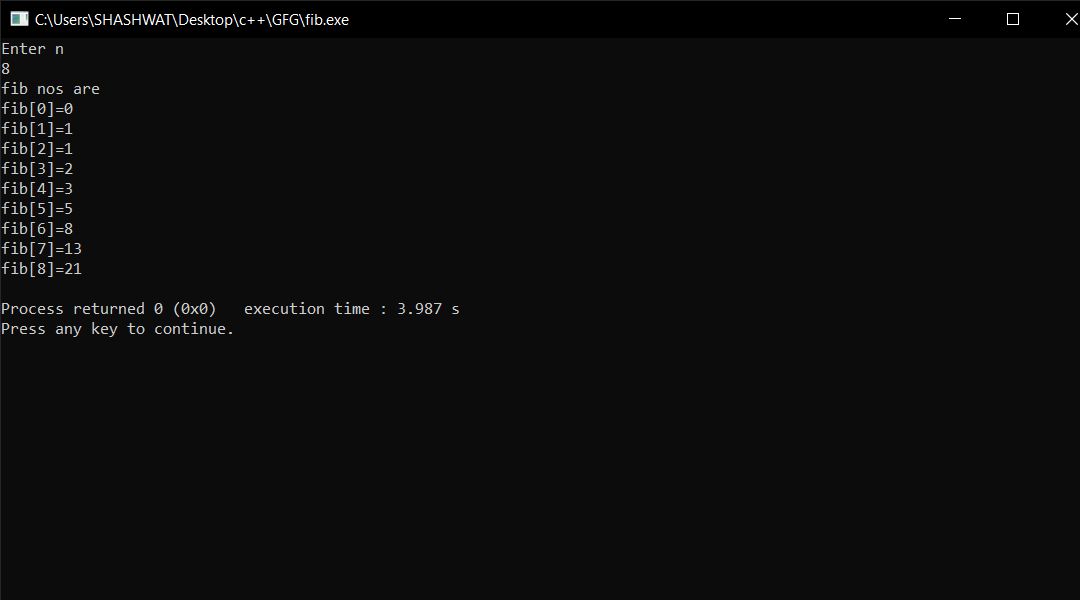 C:\Users\SHASHWAT\Desktop\c++\GFG\fib.exe
Enter n
8
fib nos are
fib[0]=0
fib[1]=1
fib[2]=1
fib[3]=2
fib[4]=3
fib[5]=5
fib[6]=8
fib[7]=13
fib[8]=21
Process returned 0 (0x0)   execution time : 3.987 s
Press any key to continue.